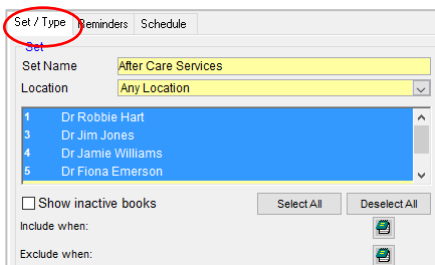 Set / Type Reminders Schedule
Set
Set Name After Care Services
Location Any Location
1 Dr Robbie Hart
3 Dr Jim Jones
4 Dr Jamie Williams
5 Dr Fiona Emerson
Show inactive books Select All Deselect All
Include when:
Exclude when: